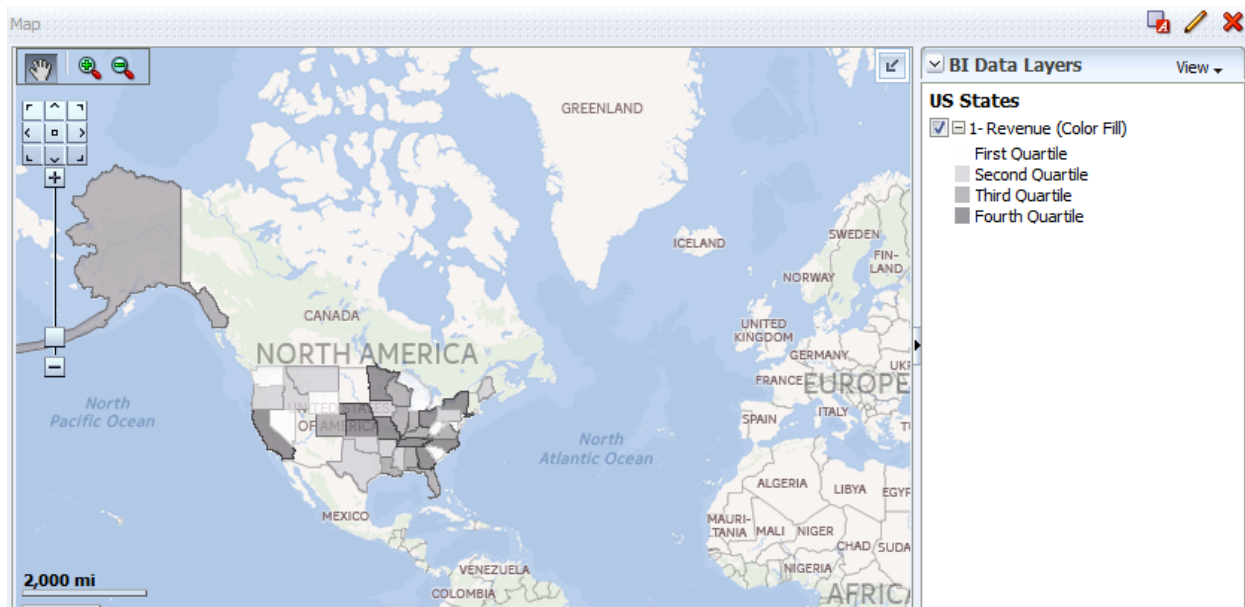 Map
BI Data Layers
View
US States
1- Revenue (Color Fill)
First Quartile
Second Quartile
Third Quartile
Fourth Quartile
GREENLAND
ICELAND
SWEDEN
FIN-
LAND
NORWAY
CANADA
UNITED
KINGDOM
NORTH AMERICA
GERMANY
UKR
FRANCE
EUROPE
UNITED STATES
OF AMERICA
North
Pacific Ocean
SPAIN
ITALY
North
Atlantic Ocean
ALGERIA
LIBYA
EGYP
MEXICO
MAURI-
TANIA
MALI
NIGER
CHAD
SUDA
VENEZUELA
NIGERIA
COLOMBIA
AFRICA
2,000 mi